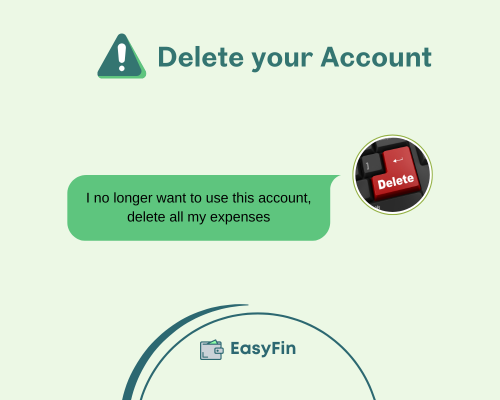 Delete your Account
Delete
I no longer want to use this account,
delete all my expenses
EasyFin